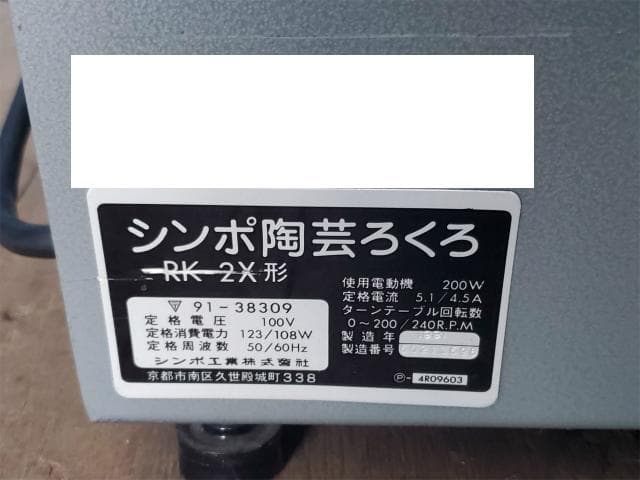 シンポ陶芸ろくろ
RK-2X形
▽ 91-38309
定格電圧 100V
定格消費電力 123/108W
定格周波数 50/60Hz
シンポ工業株式會社
京都市南区久世殿城町338
使用電動機 200W
定格電流 5.1/4.5A
ターンテーブル回転数
0~200/240R.P.M
製造年
製造番号
Ⓟ- 4R09603